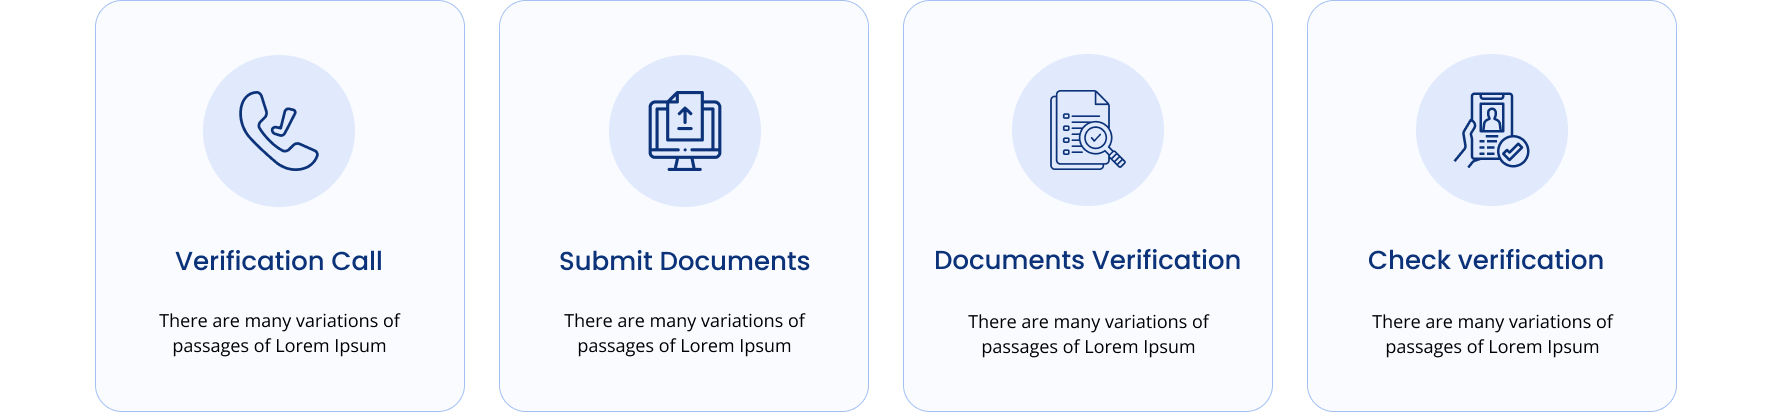 Verification Call
There are many variations of
passages of Lorem Ipsum
Submit Documents
There are many variations of
passages of Lorem Ipsum
Documents Verification
There are many variations of
passages of Lorem Ipsum
Check verification
There are many variations of
passages of Lorem Ipsum